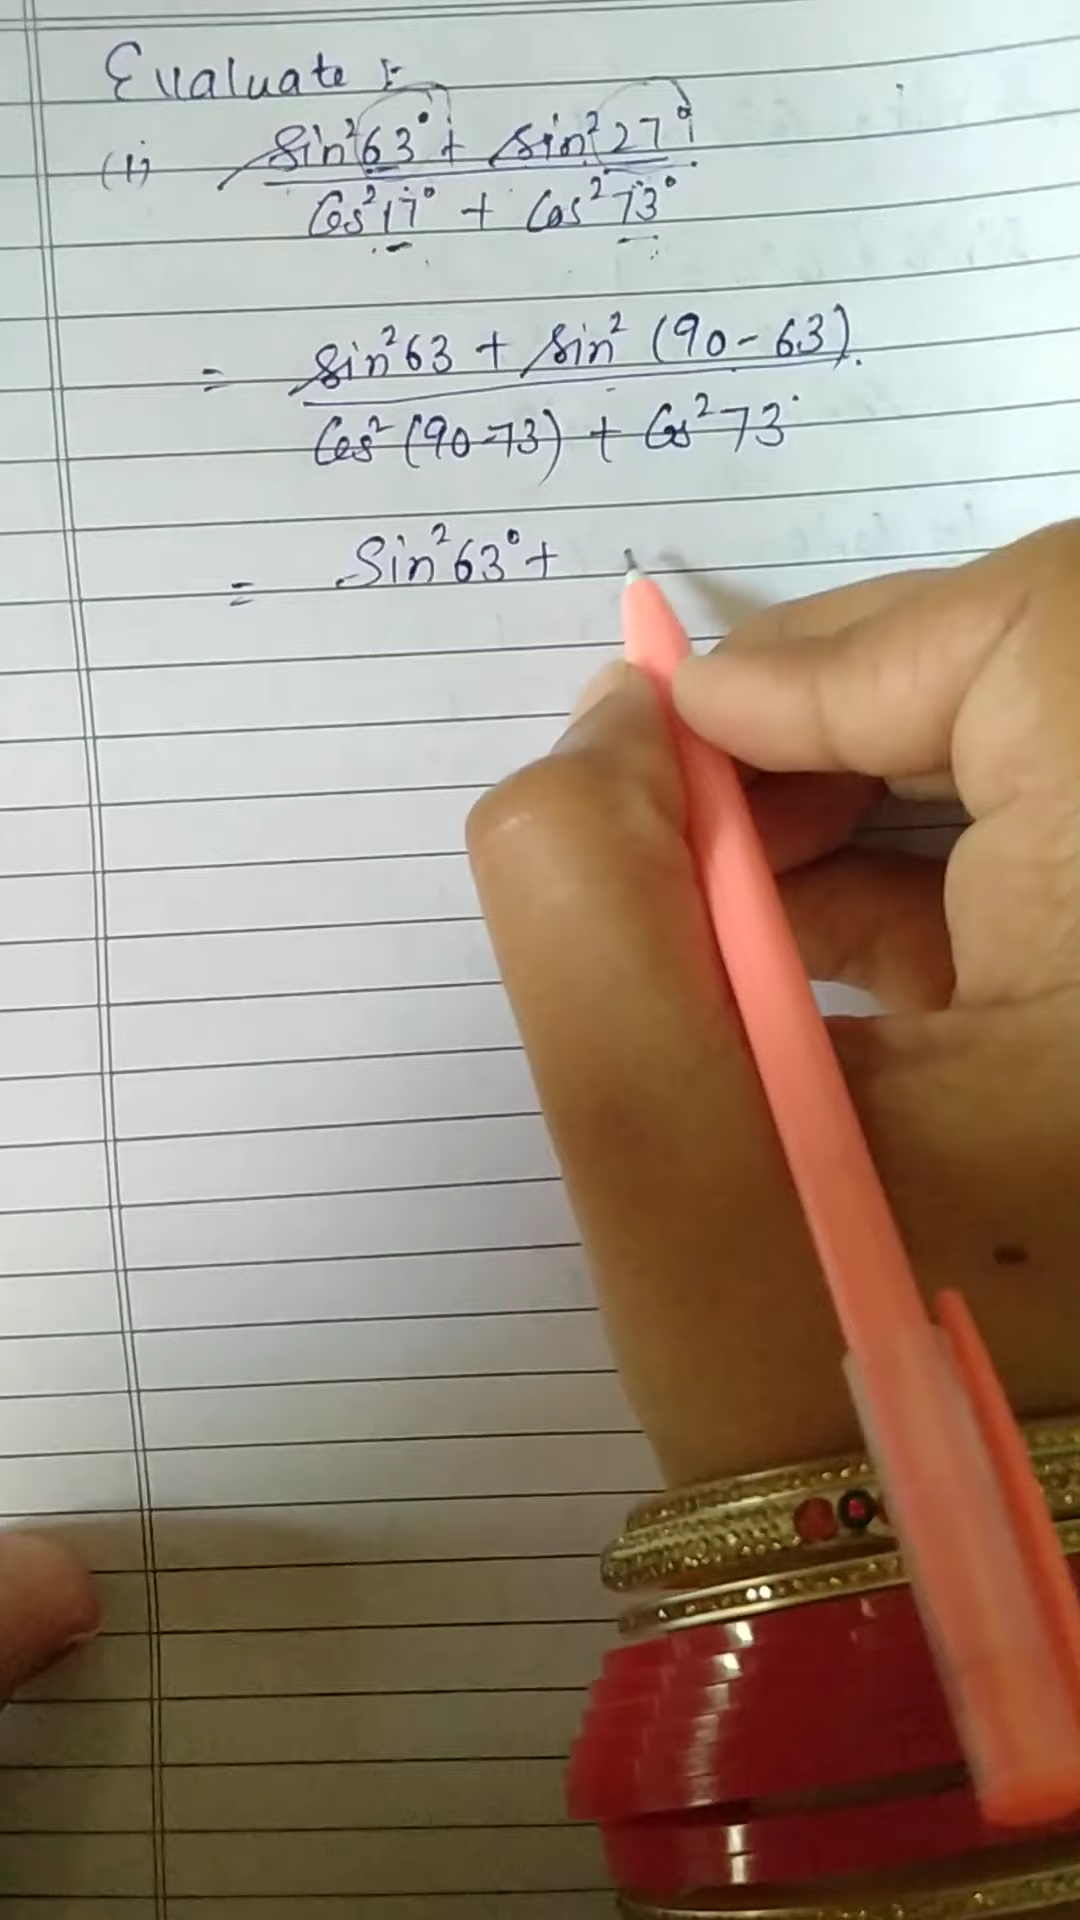 Evaluate :-
(i) sin²63° + sin²27°
cos²17° + cos²73°
= sin²63 + sin² (90-63)
cos² (90-73) + cos²73°
= sin²63° +